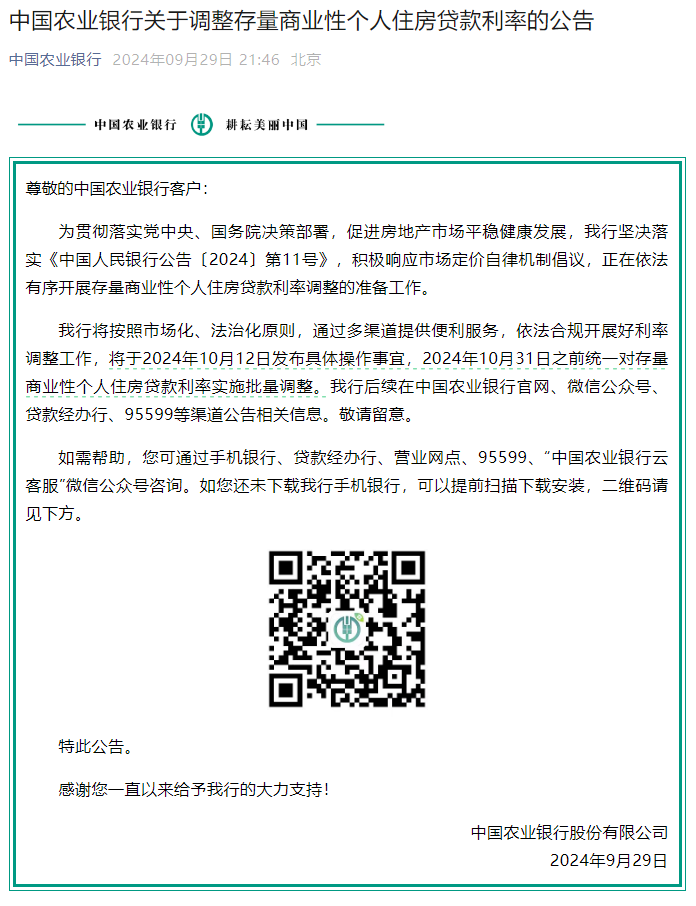 中国农业银行关于调整存量商业性个人住房贷款利率的公告
中国农业银行 2024年09月29日 21:46 北京
中国农业银行 耕耘美丽中国
尊敬的中国农业银行客户：
为贯彻落实党中央、国务院决策部署，促进房地产市场平稳健康发展，我行坚决落
实《中国人民银行公告〔2024〕第11号》，积极响应市场定价自律机制倡议，正在依法
有序开展存量商业性个人住房贷款利率调整的准备工作。
我行将按照市场化、法治化原则，通过多渠道提供便利服务，依法合规开展好利率
调整工作，将于2024年10月12日发布具体操作事宜，2024年10月31日之前统一对存量
商业性个人住房贷款利率实施批量调整。我行后续在中国农业银行官网、微信公众号、
贷款经办行、95599等渠道公告相关信息。敬请留意。
如需帮助，您可通过手机银行、贷款经办行、营业网点、95599、“中国农业银行云
客服”微信公众号咨询。如您还未下载我行手机银行，可以提前扫描下载安装，二维码请
见下方。
特此公告。
感谢您一直以来给予我行的大力支持！
中国农业银行股份有限公司
2024年9月29日